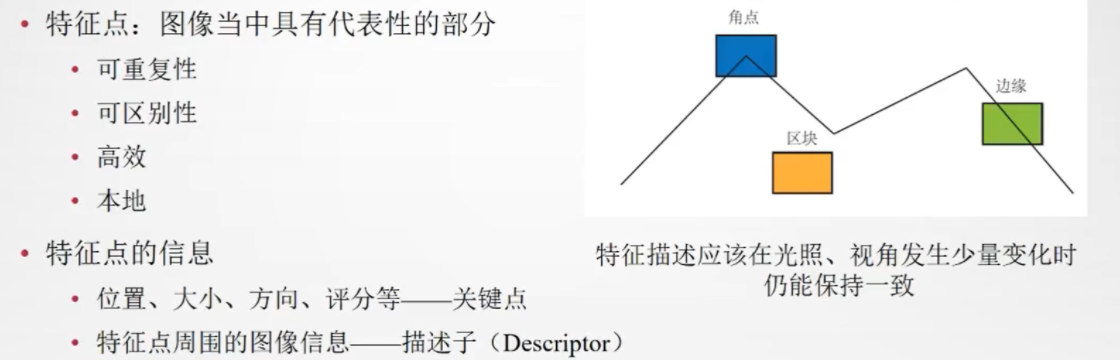 特征点：图像当中具有代表性的部分
可重复性
可区别性
高效
本地
特征点的信息
位置、大小、方向、评分等——关键点
特征点周围的图像信息——描述子（Descriptor）
角点
边缘
区块
特征描述应该在光照、视角发生少量变化时
仍能保持一致